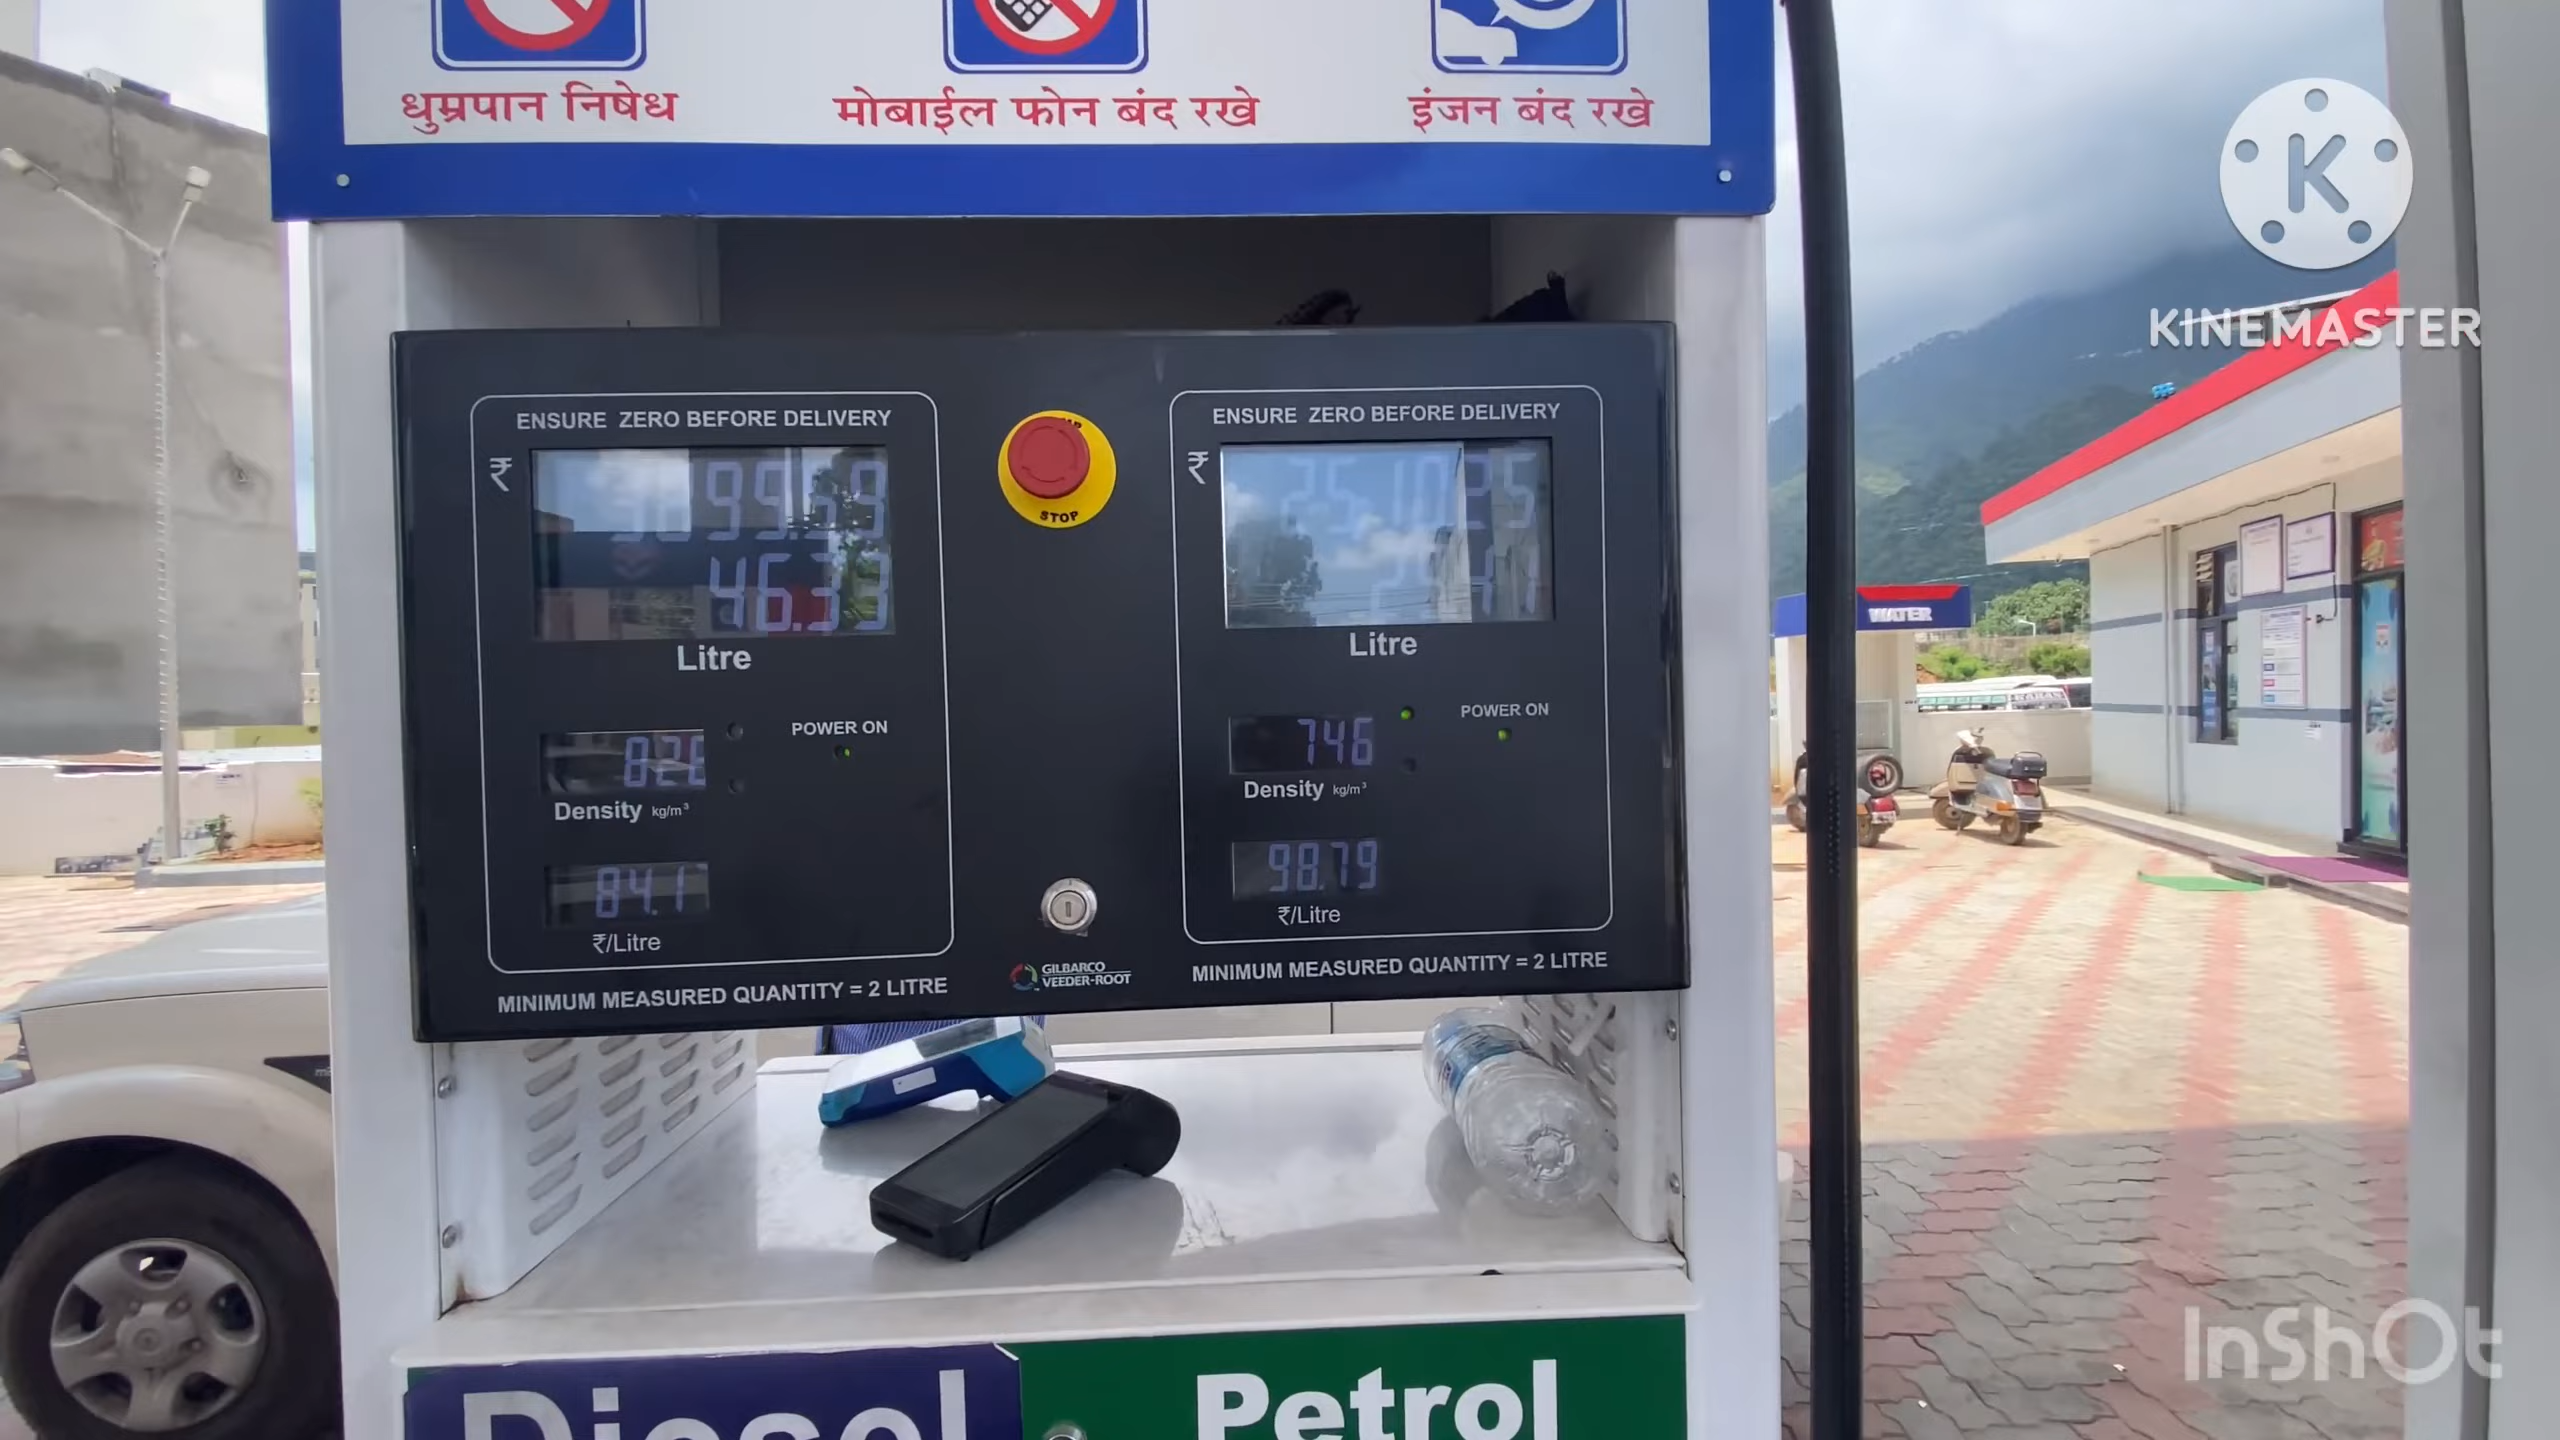 धुम्रपान निषेध
मोबाईल फोन बंद रखे
इंजन बंद रखे
K
KINEMASTER
ENSURE ZERO BEFORE DELIVERY
₹
46.33
Litre
Density kg/m³
POWER ON
84.1
₹/Litre
MINIMUM MEASURED QUANTITY = 2 LITRE
STOP
GILBARCO
VEEDER-ROOT
ENSURE ZERO BEFORE DELIVERY
₹
Litre
746
Density kg/m³
POWER ON
98.79
₹/Litre
MINIMUM MEASURED QUANTITY = 2 LITRE
WATER
Diesel
Petrol
InShOt